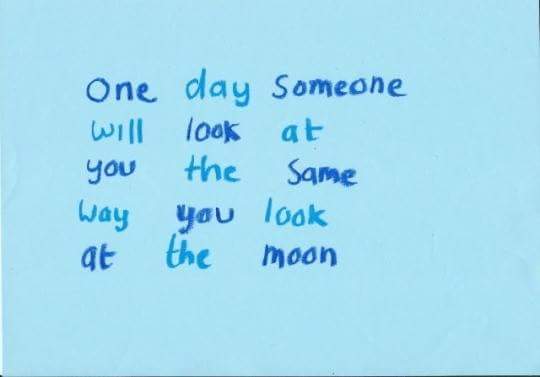 One day Someone
will look at
you the Same
Way you look
at the moon